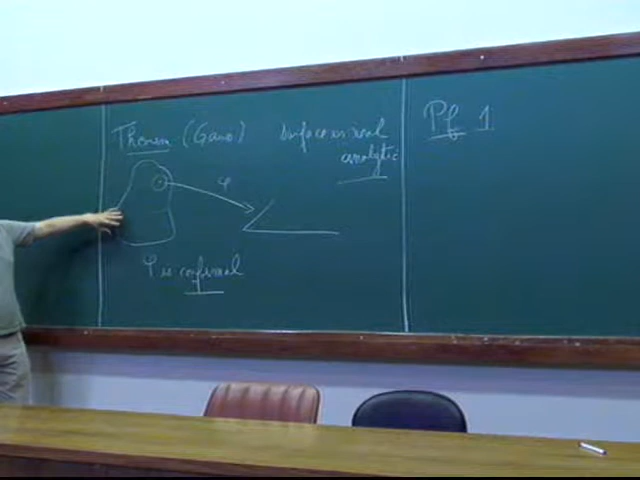 Theorem (Gauss) Surface is real
analytic
φ
φ is conformal
Pf 1